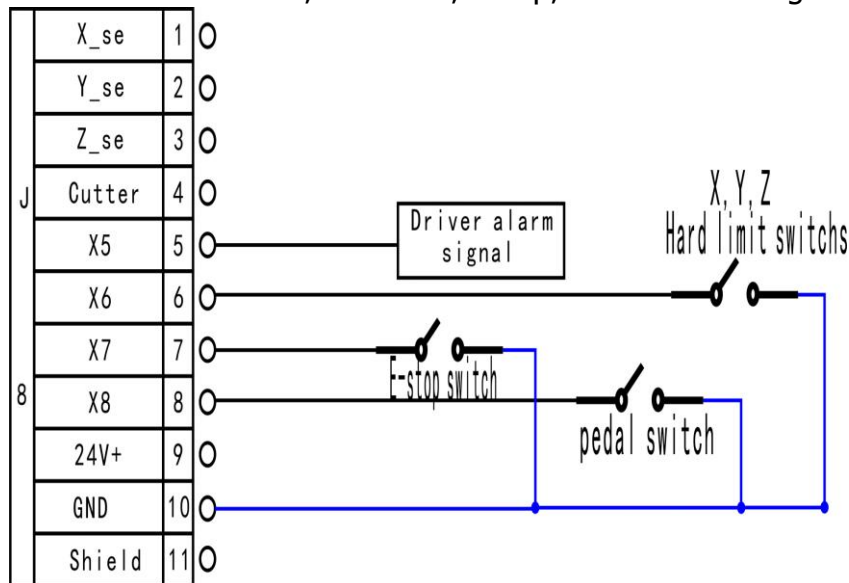 J
8
X_se 1
Y_se 2
Z_se 3
Cutter 4
X5 5
X6 6
X7 7
X8 8
24V+ 9
GND 10
Shield 11
Driver alarm
signal
X, Y, Z
Hard limit switchs
E-stop switch
pedal switch